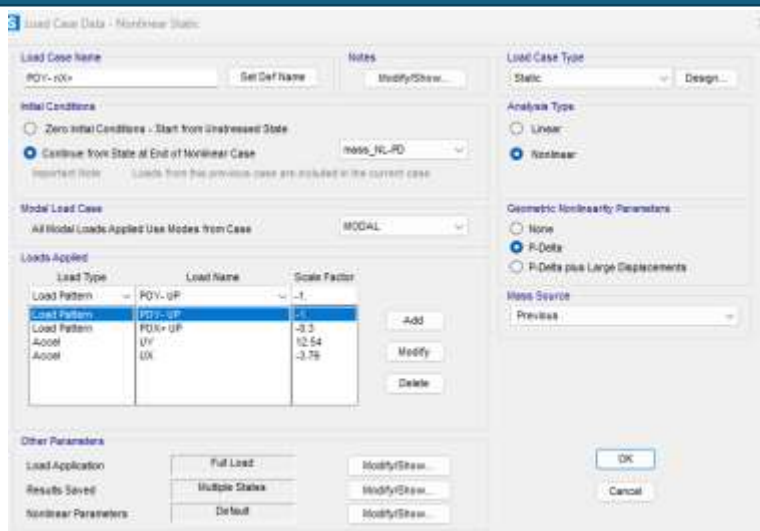 Load Case Data - Nonlinear Static
Load Case Name
Notes
Load Case Type
Set Def Name
Modify/Show...
Static
Design...
Initial Conditions
Zero Initial Conditions - Start from Unstressed State
Continue from State at End of Nonlinear Case
mass_NL-PD
Important Note
Loads from this previous case are included in the current case
Analysis Type
Linear
Nonlinear
Modal Load Case
All Modal Loads Applied Use Modes from Case
MODAL
Geometric Nonlinearity Parameters
None
P-Delta
P-Delta plus Large Displacements
Loads Applied
Load Type
Load Name
Scale Factor
Load Pattern
PDY- UP
-1.
Load Pattern
PDY- UP
-1.
Load Pattern
PDX+ UP
-0.3
Accel
UY
12.54
Accel
UX
-3.76
Add
Modify
Delete
Mass Source
Previous
Other Parameters
Load Application
Full Load
Modify/Show...
Results Saved
Multiple States
Modify/Show...
Nonlinear Parameters
Default
Modify/Show...
OK
Cancel